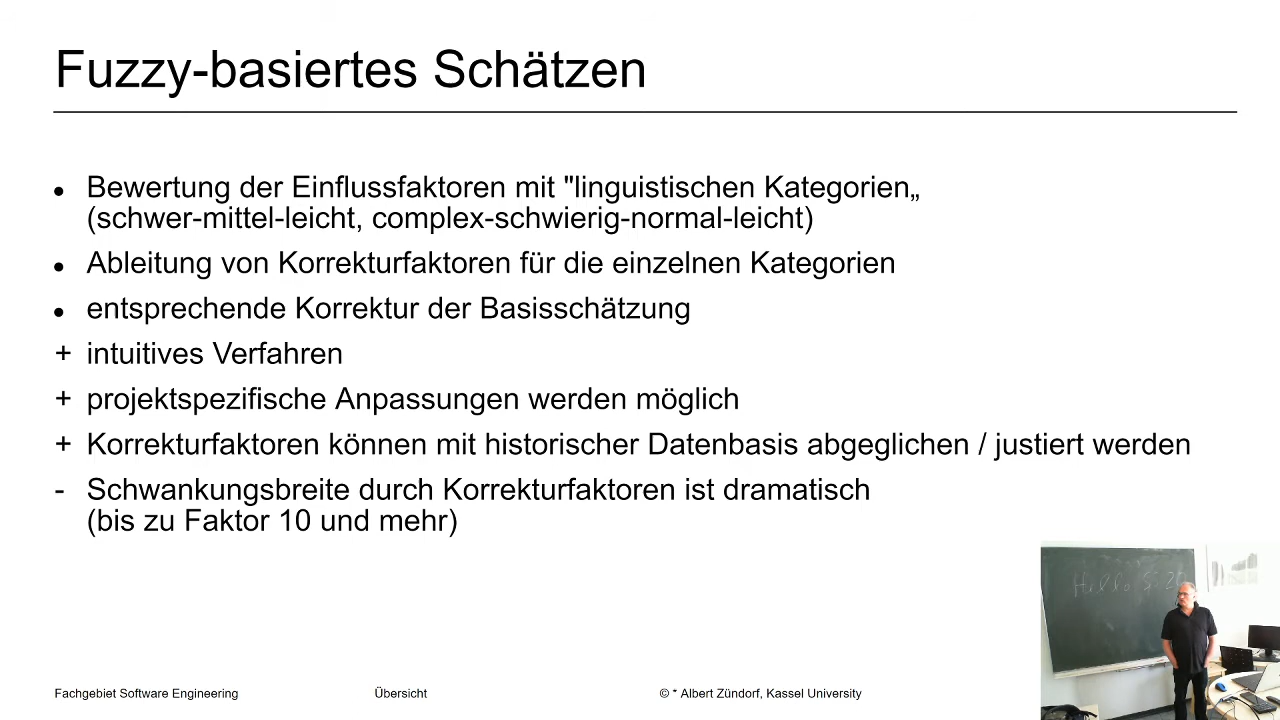 Fuzzy-basiertes Schätzen
• Bewertung der Einflussfaktoren mit "linguistischen Kategorien„
(schwer-mittel-leicht, complex-schwierig-normal-leicht)
• Ableitung von Korrekturfaktoren für die einzelnen Kategorien
• entsprechende Korrektur der Basisschätzung
+ intuitives Verfahren
+ projektspezifische Anpassungen werden möglich
+ Korrekturfaktoren können mit historischer Datenbasis abgeglichen / justiert werden
- Schwankungsbreite durch Korrekturfaktoren ist dramatisch
(bis zu Faktor 10 und mehr)
Hello
Fachgebiet Software Engineering
Übersicht
© * Albert Zündorf, Kassel University